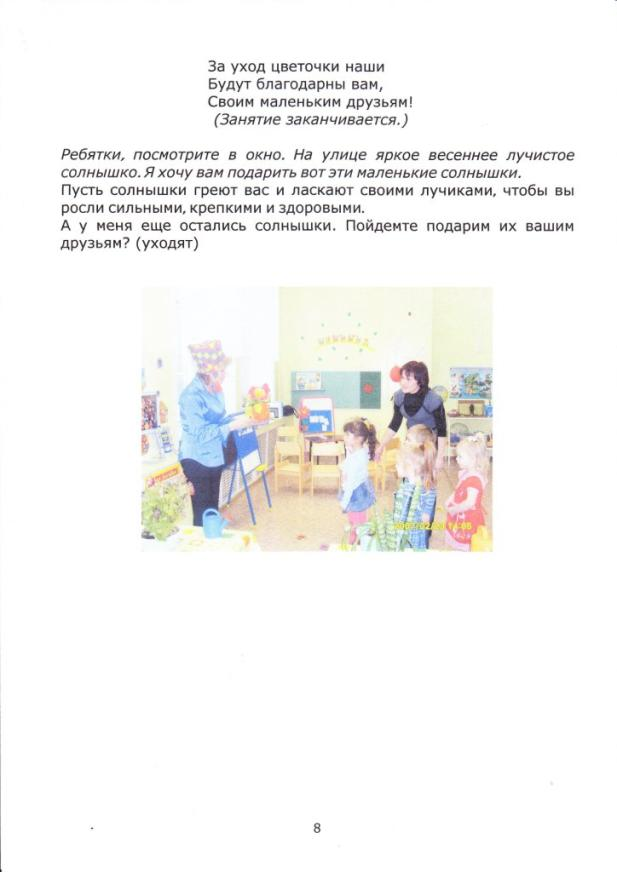 За уход цветочки наши
Будут благодарны вам,
Своим маленьким друзьям!
(Занятие заканчивается.)
Ребятки, посмотрите в окно. На улице яркое весеннее лучистое
солнышко. Я хочу вам подарить вот эти маленькие солнышки.
Пусть солнышки греют вас и ласкают своими лучиками, чтобы вы
росли сильными, крепкими и здоровыми.
А у меня еще остались солнышки. Пойдемте подарим их вашим
друзьям? (уходят)
8